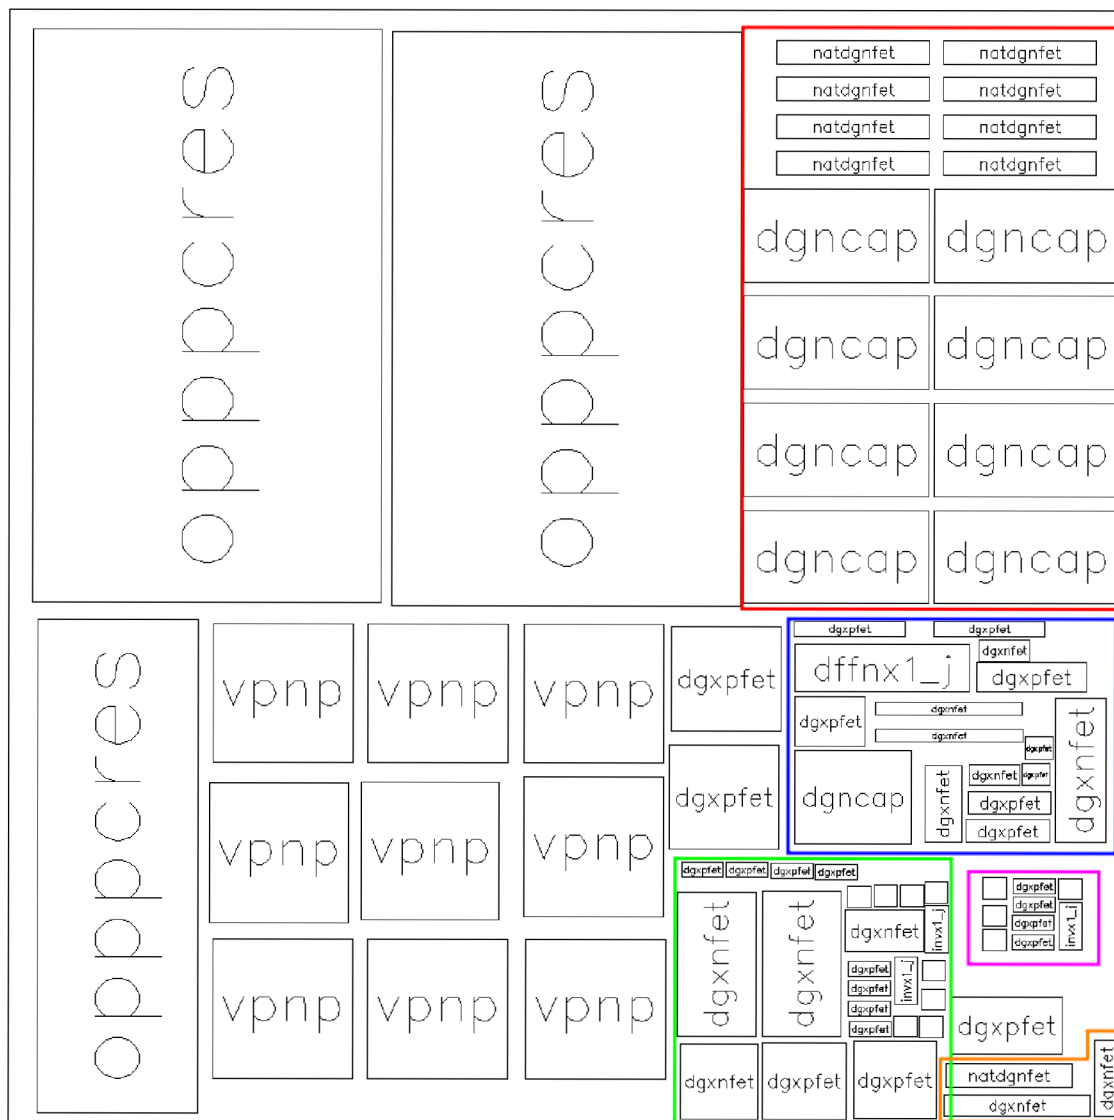 opppcres
opppcres
natdgnfet natdgnfet
natdgnfet natdgnfet
natdgnfet natdgnfet
natdgnfet natdgnfet
dgncap dgncap
dgncap dgncap
dgncap dgncap
dgncap dgncap
opppcres
vpnp vpnp vpnp
vpnp vpnp vpnp
vpnp vpnp vpnp
dgxpfet
dgxpfet
dgxpfet dgxpfet
dffnx1_j dgxnfet
dgxpfet
dgxpfet dgxnfet
dgxnfet
dgxnfet
dgxpfet
dgncap dgxnfet dgxnfet dgxpfet
dgxpfet
dgxpfet
dgxpfet dgxpfet dgxpfet dgxpfet
dgxnfet dgxnfet dgxnfet invx1_j
dgxpfet invx1_j
dgxpfet
dgxpfet
dgxpfet
dgxnfet dgxpfet dgxpfet
dgxpfet
dgxpfet invx1_j
dgxpfet
dgxpfet
dgxpfet
natdgnfet dgxnfet
dgxnfet